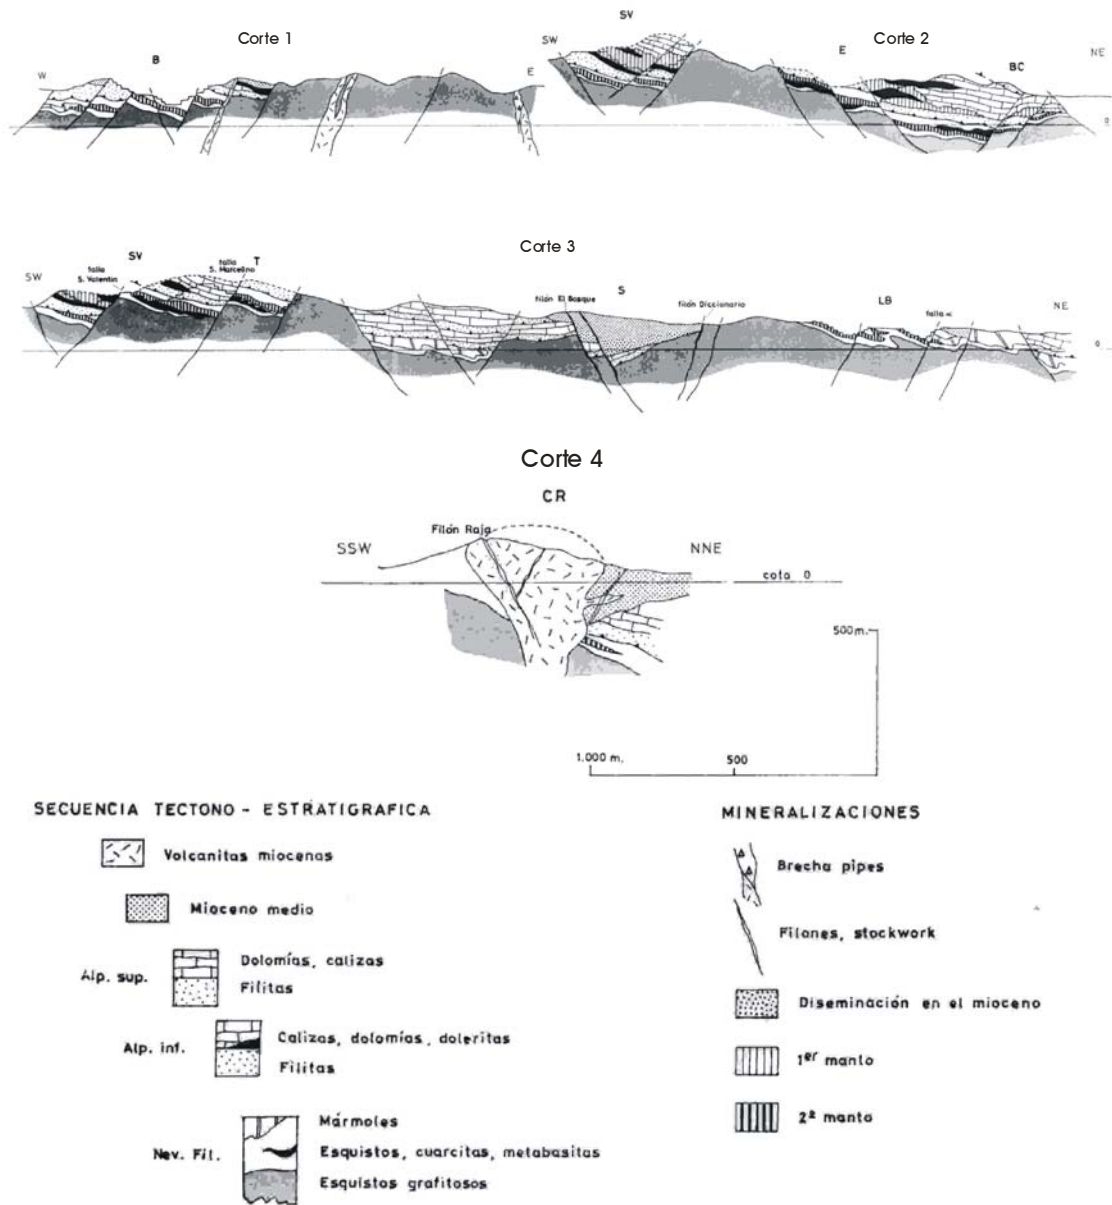 Corte 1
B
W
E
SV
SW
E
Corte 2
BC
NE
0
Corte 3
SV
falla
S. Valentin
falla
S. Marcelino
T
SW
filón El Bosque
S
filón Diccionario
LB
falla
NE
0
Corte 4
CR
Filón Raja
SSW
NNE
cota 0
500 m.
1.000 m.
500
SECUENCIA TECTONO - ESTRATIGRAFICA
Volcanitas miocenas
Mioceno medio
Alp. sup.
Dolomías, calizas
Filitas
Alp. inf.
Calizas, dolomías, doleritas
Filitas
Nev. Fil.
Mármoles
Esquistos, cuarcitas, metabasitas
Esquistos grafitosos
MINERALIZACIONES
Brecha pipes
Filones, stockwork
Diseminación en el mioceno
1er manto
2º manto